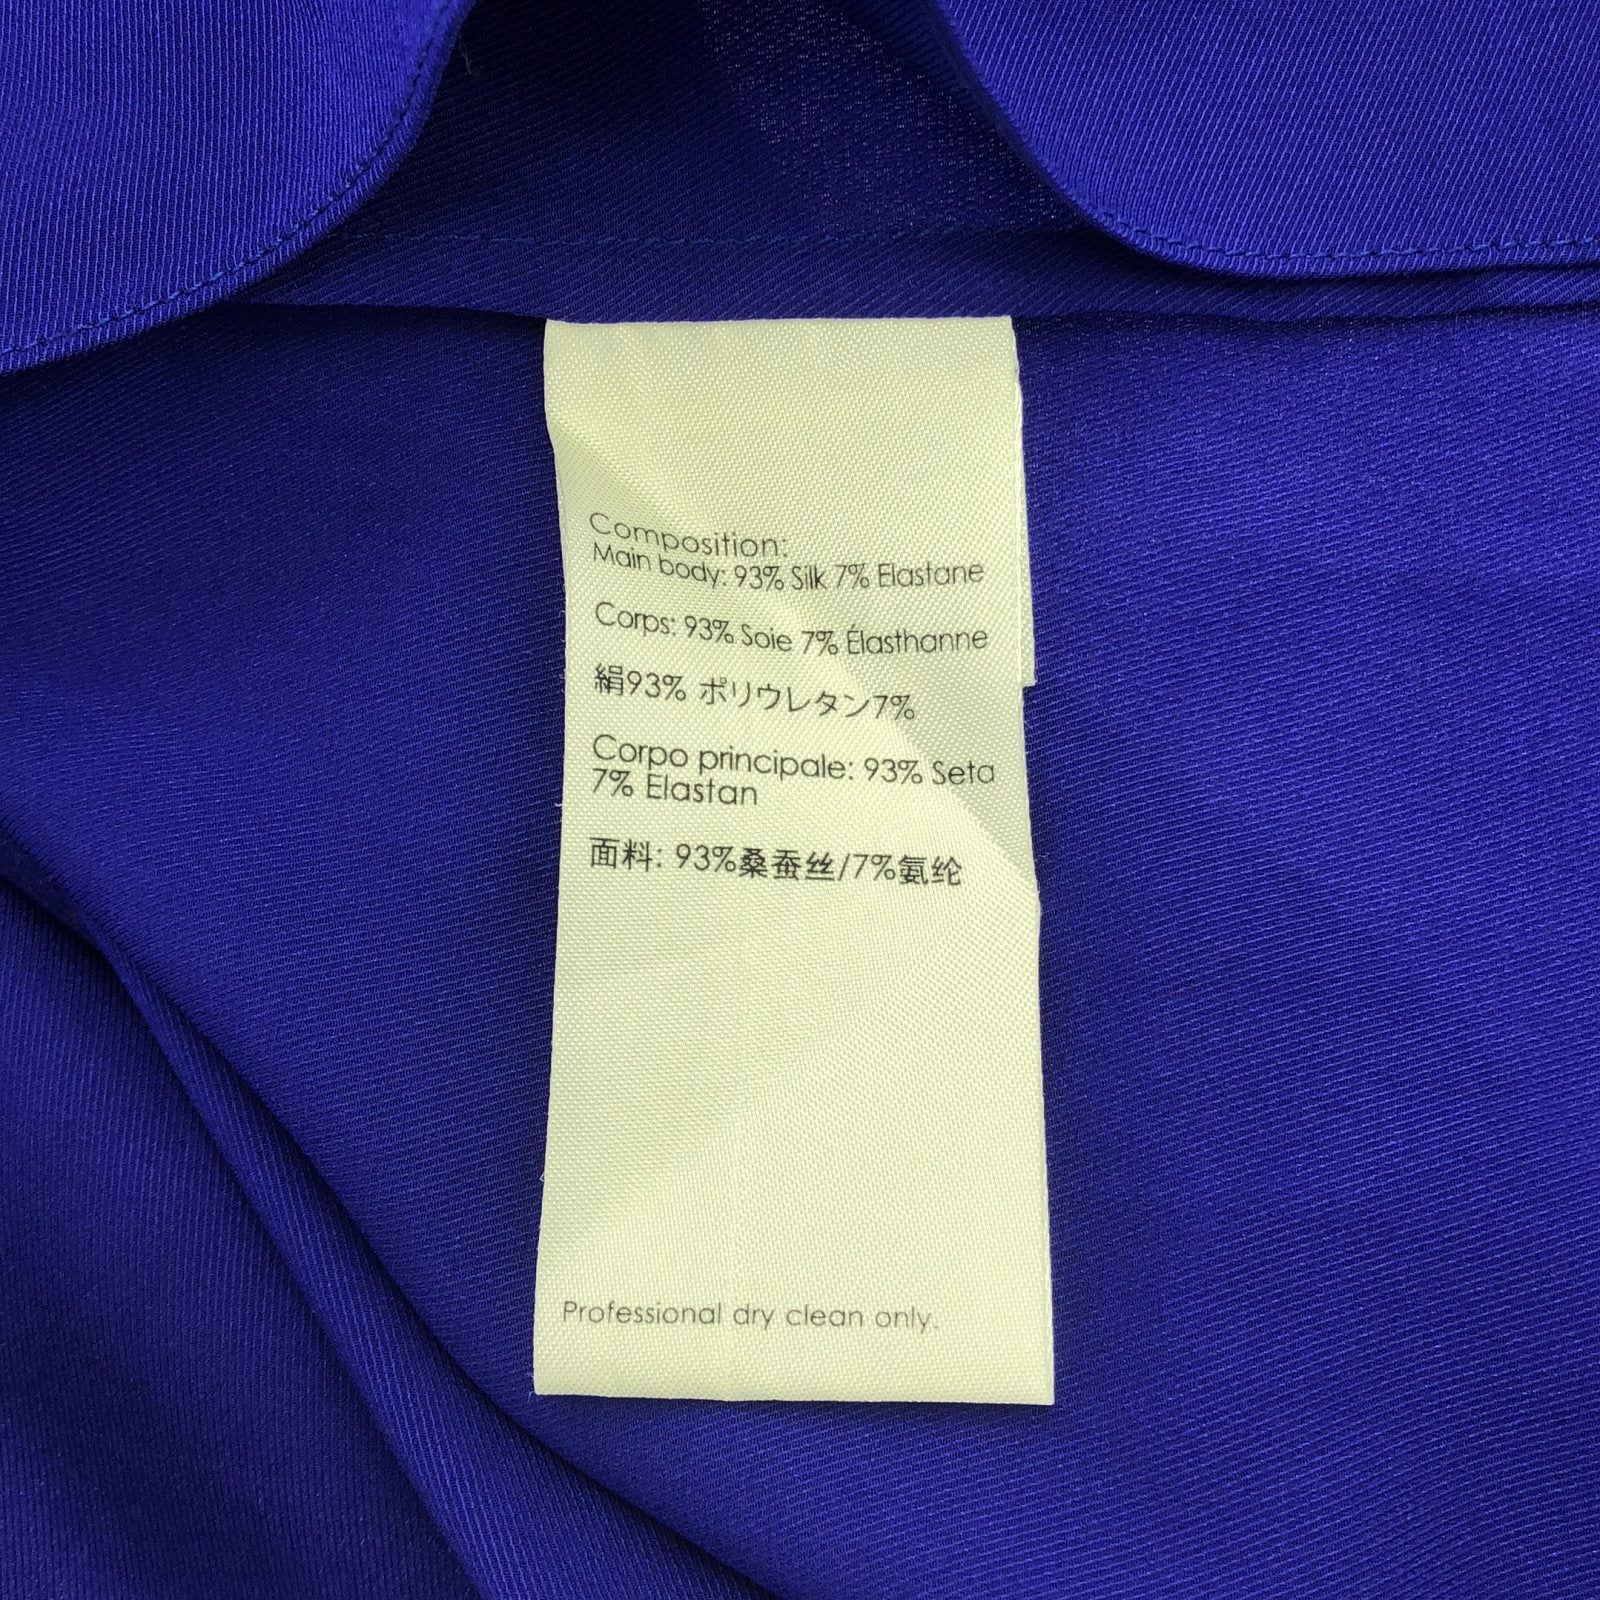 Composition:
Main body: 93% Silk 7% Elastane
Corps: 93% Soie 7% Élasthanne
絹93% ポリウレタン7%
Corpo principale: 93% Seta
7% Elastan
面料: 93%桑蚕丝/7%氨纶
Professional dry clean only.